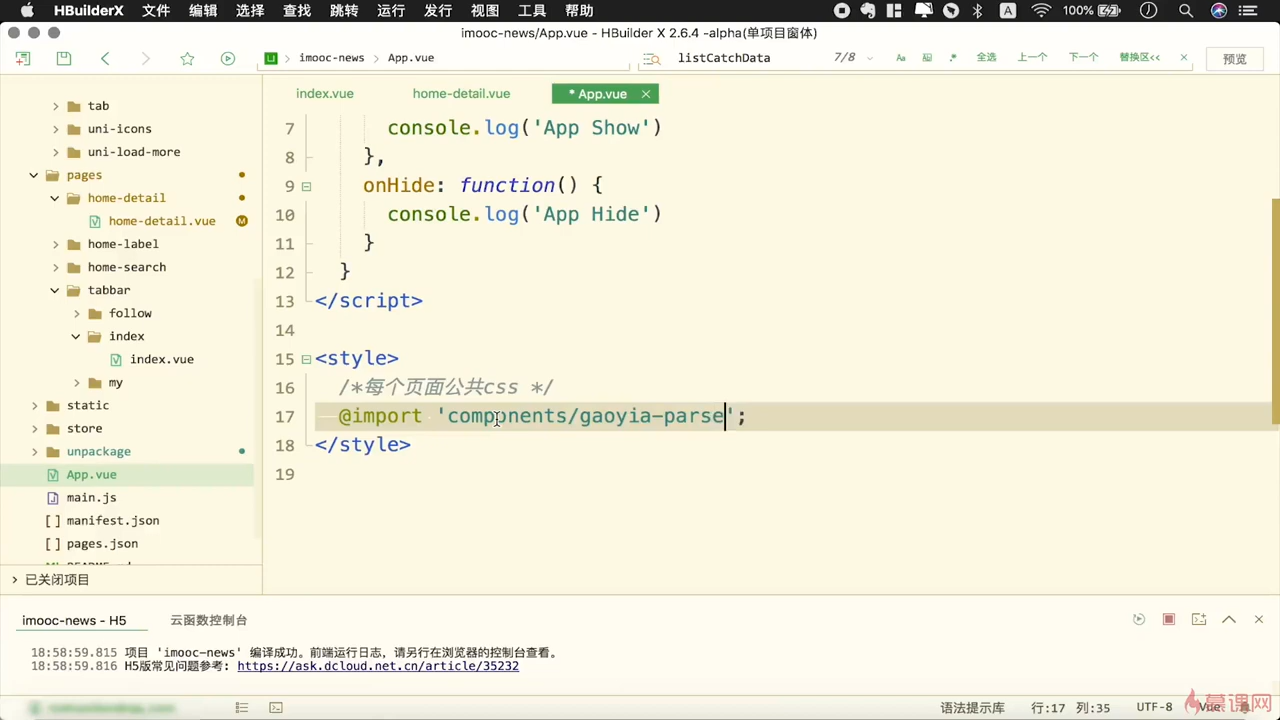 HBuilderX 文件 编辑 选择 查找 跳转 运行 发行 视图 工具 帮助 A 100%
imooc-news/App.vue - HBuilder X 2.6.4 -alpha(单项目窗体)
imooc-news App.vue listCatchData 7/8 Aa .* 全选 上一个 下一个 替换区<< 预览
index.vue home-detail.vue * App.vue
tab
uni-icons
uni-load-more
pages
home-detail
home-detail.vue M
home-label
home-search
tabbar
follow
index
index.vue
my
static
store
unpackage
App.vue
main.js
manifest.json
pages.json
已关闭项目
7 console.log('App Show')
8 },
9 onHide: function() {
10 console.log('App Hide')
11 }
12 }
13 </script>
14
15 <style>
16 /*每个页面公共css */
17 @import 'components/gaoyia-parse';
18 </style>
19
imooc-news - H5 云函数控制台
18:58:59.815 项目 'imooc-news' 编译成功。前端运行日志，请另行在浏览器的控制台查看。
18:58:59.816 H5版常见问题参考: https://ask.dcloud.net.cn/article/35232
语法提示库 行:17 列:35 UTF-8 Vue
慕课网